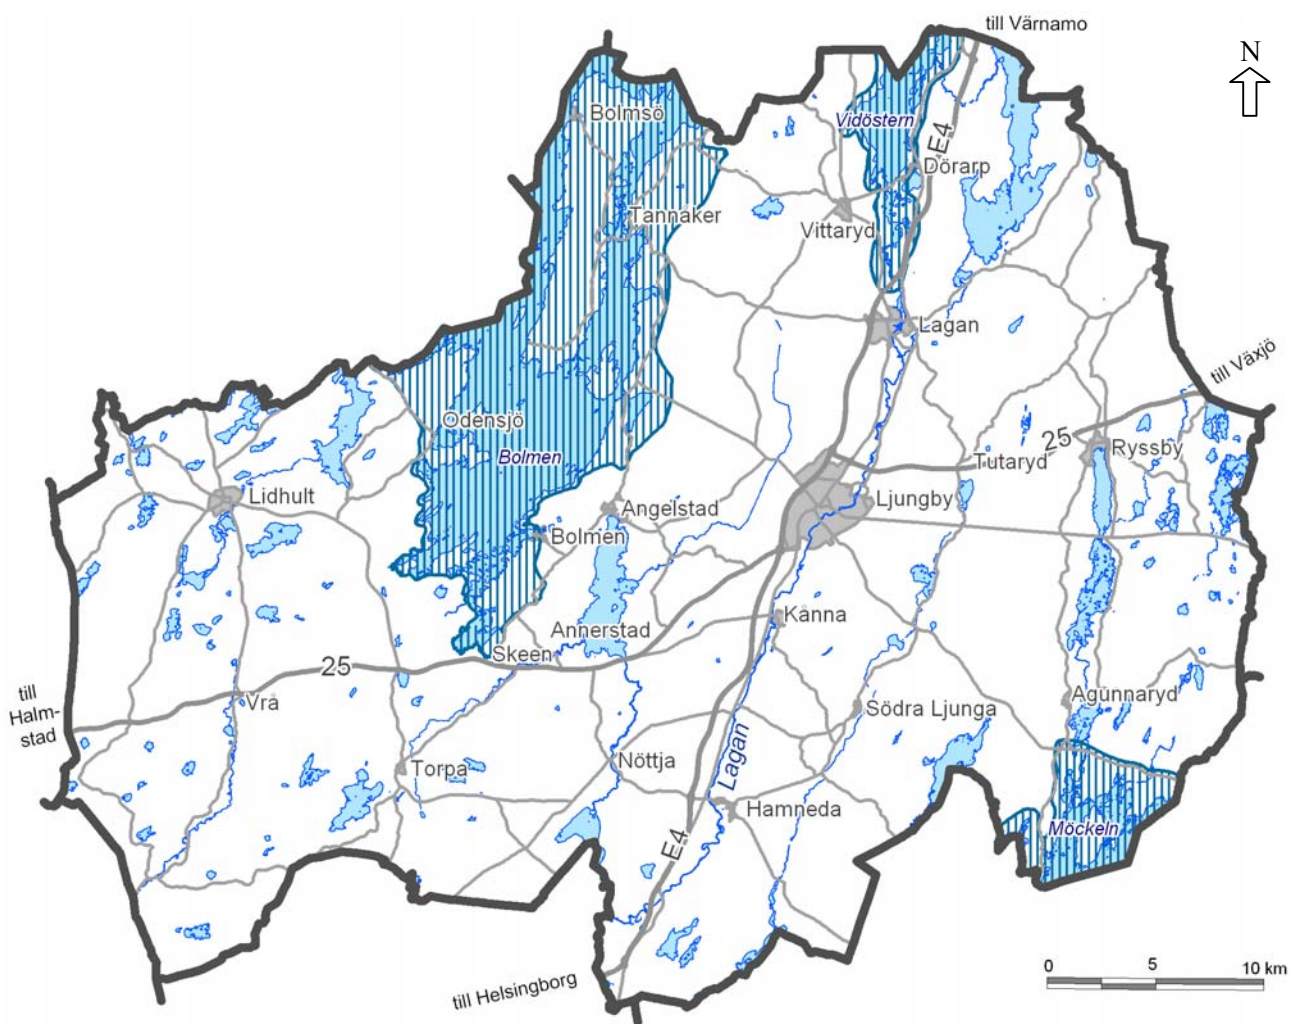 till Värnamo
N
Bolmsö
Vidöstern
E4
Dörarp
Tannåker
Vittaryd
Lagan
till Växjö
Odensjö
Bolmen
25
Tutaryd
Ryssby
Lidhult
Angelstad
Ljungby
Bolmen
Kånna
Annerstad
Skeen
25
till
Halm-
stad
Vrå
Agunnaryd
Södra Ljunga
Lagan
Nöttja
Torpa
Hamneda
Möckeln
E4
0 5 10 km
till Helsingborg